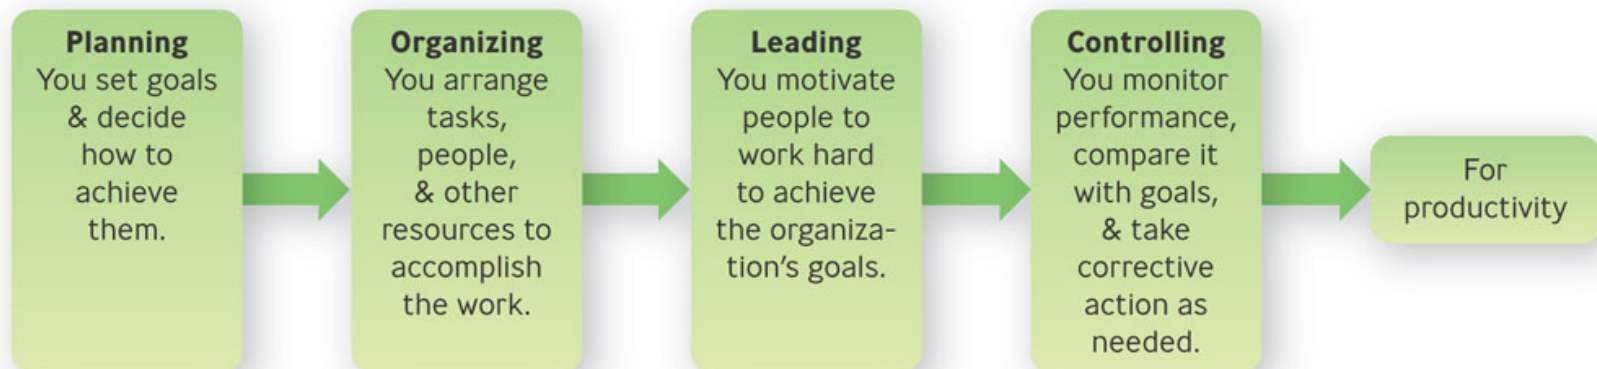 Planning
You set goals
& decide
how to
achieve
them.
Organizing
You arrange
tasks,
people,
& other
resources to
accomplish
the work.
Leading
You motivate
people to
work hard
to achieve
the organiza-
tion's goals.
Controlling
You monitor
performance,
compare it
with goals,
& take
corrective
action as
needed.
For
productivity